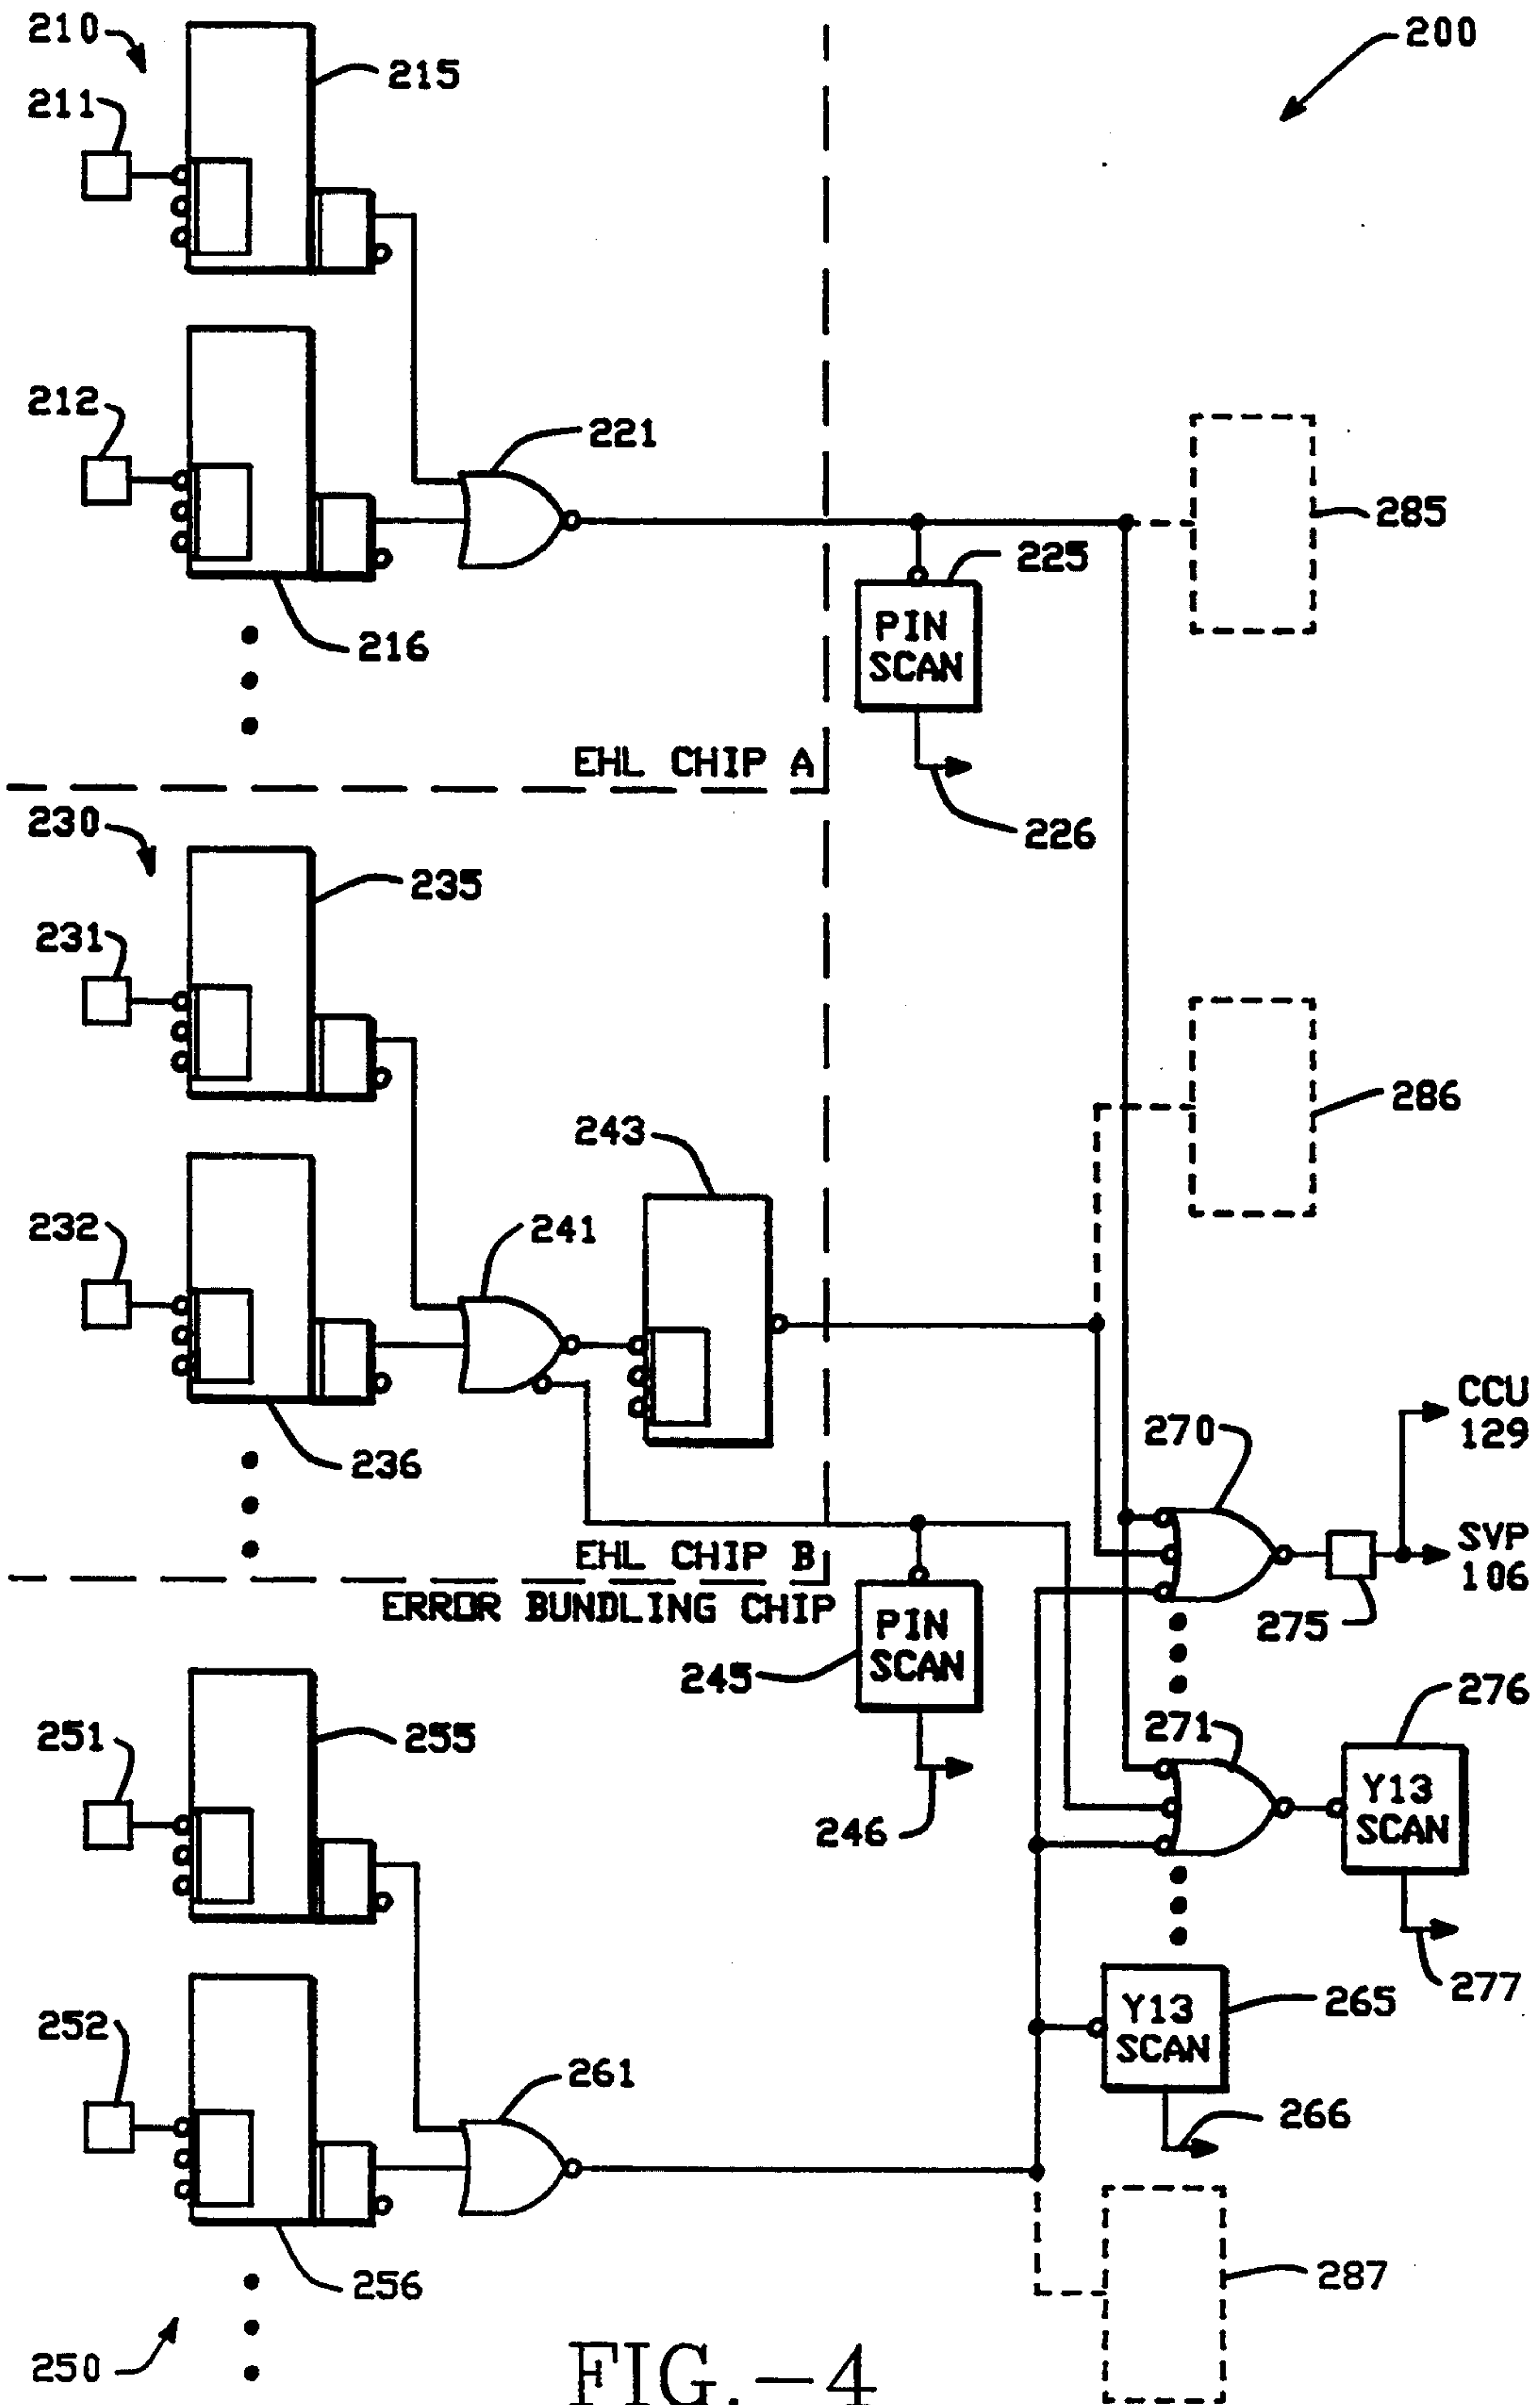 210
200
215
211
212
221
285
225
PIN
SCAN
216
EHL CHIP A
226
230
235
231
286
243
232
241
CCU
129
270
236
SVP
106
EHL CHIP B
ERROR BUNDLING CHIP
PIN
SCAN
275
245
276
271
251
255
Y13
SCAN
246
277
Y13
SCAN
265
252
261
266
256
287
250
FIG.-4